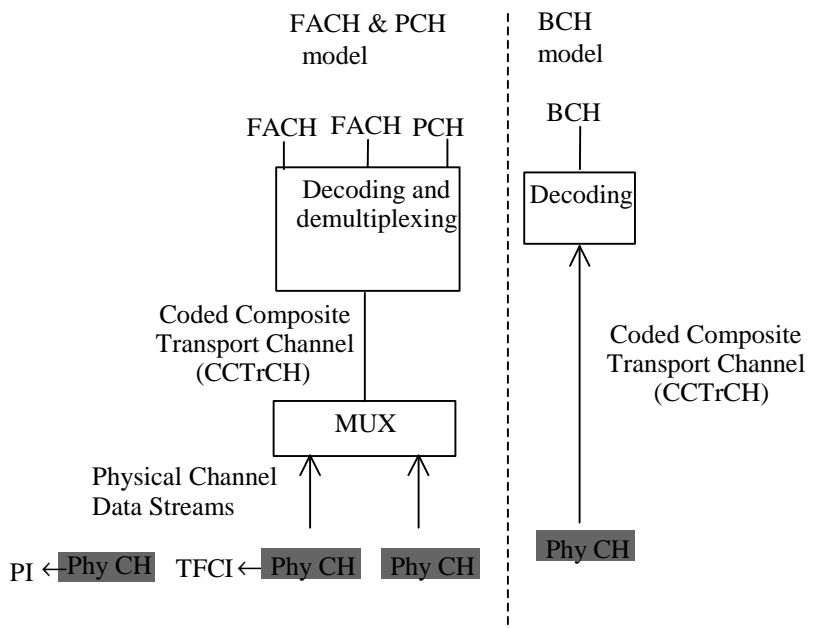 FACH & PCH
model
FACH FACH PCH
Decoding and
demultiplexing
Coded Composite
Transport Channel
(CCTrCH)
MUX
Physical Channel
Data Streams
PI Phy CH TFCI Phy CH Phy CH
BCH
model
BCH
Decoding
Coded Composite
Transport Channel
(CCTrCH)
Phy CH